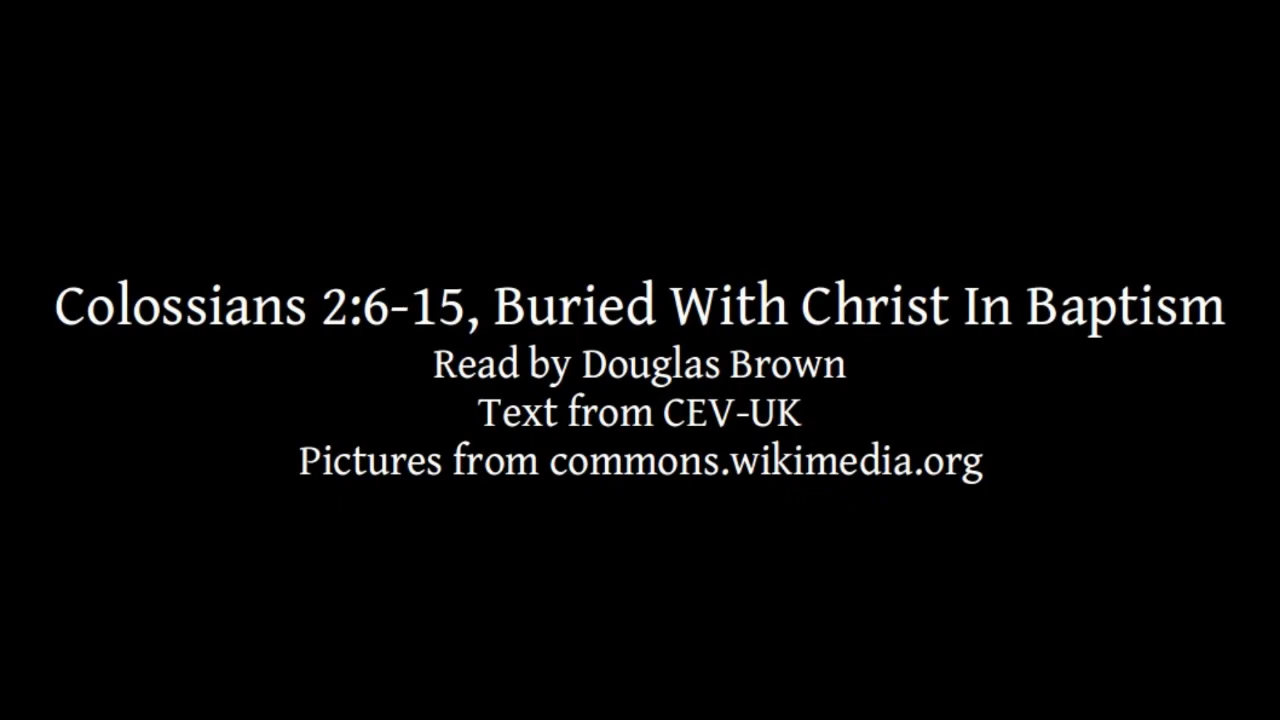 Colossians 2:6-15, Buried With Christ In Baptism
Read by Douglas Brown
Text from CEV-UK
Pictures from commons.wikimedia.org